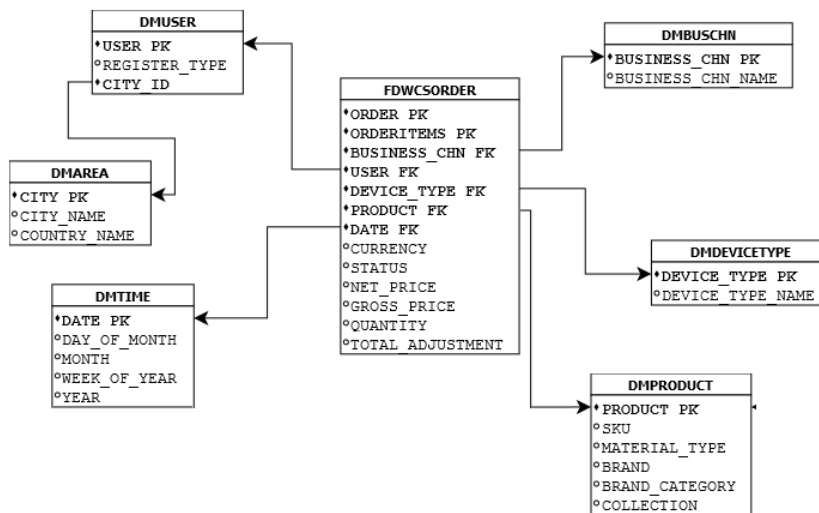 DMUSER
USER PK
REGISTER_TYPE
CITY_ID
DMAREA
CITY PK
CITY_NAME
COUNTRY_NAME
DMTIME
DATE PK
DAY_OF_MONTH
MONTH
WEEK_OF_YEAR
YEAR
FDWCSORDER
ORDER PK
ORDERITEMS PK
BUSINESS_CHN FK
USER FK
DEVICE_TYPE FK
PRODUCT FK
DATE FK
CURRENCY
STATUS
NET_PRICE
GROSS_PRICE
QUANTITY
TOTAL_ADJUSTMENT
DMBUSCHN
BUSINESS_CHN PK
BUSINESS_CHN_NAME
DMDEVICETYPE
DEVICE_TYPE PK
DEVICE_TYPE_NAME
DMPRODUCT
PRODUCT PK
SKU
MATERIAL_TYPE
BRAND
BRAND_CATEGORY
COLLECTION